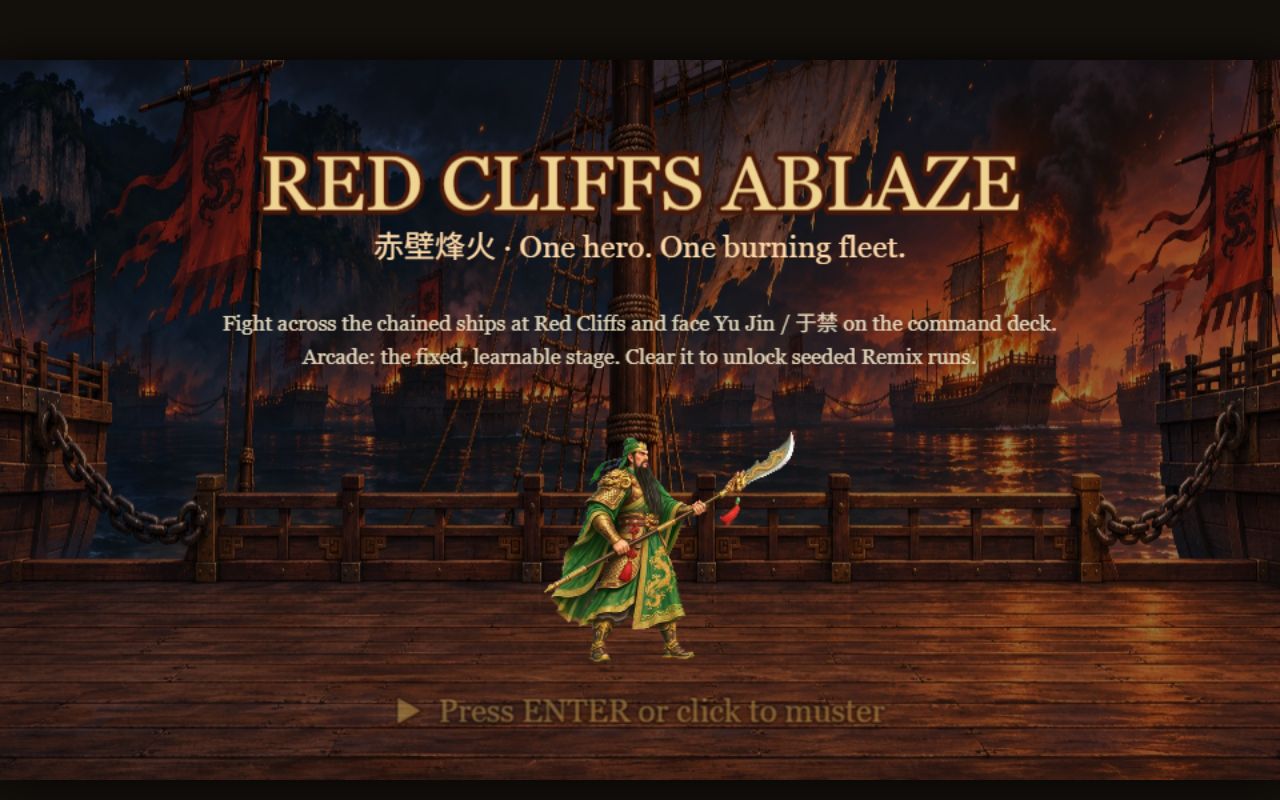 RED CLIFFS ABLAZE
赤壁烽火 · One hero. One burning fleet.
Fight across the chained ships at Red Cliffs and face Yu Jin / 于禁 on the command deck.
Arcade: the fixed, learnable stage. Clear it to unlock seeded Remix runs.
► Press ENTER or click to muster